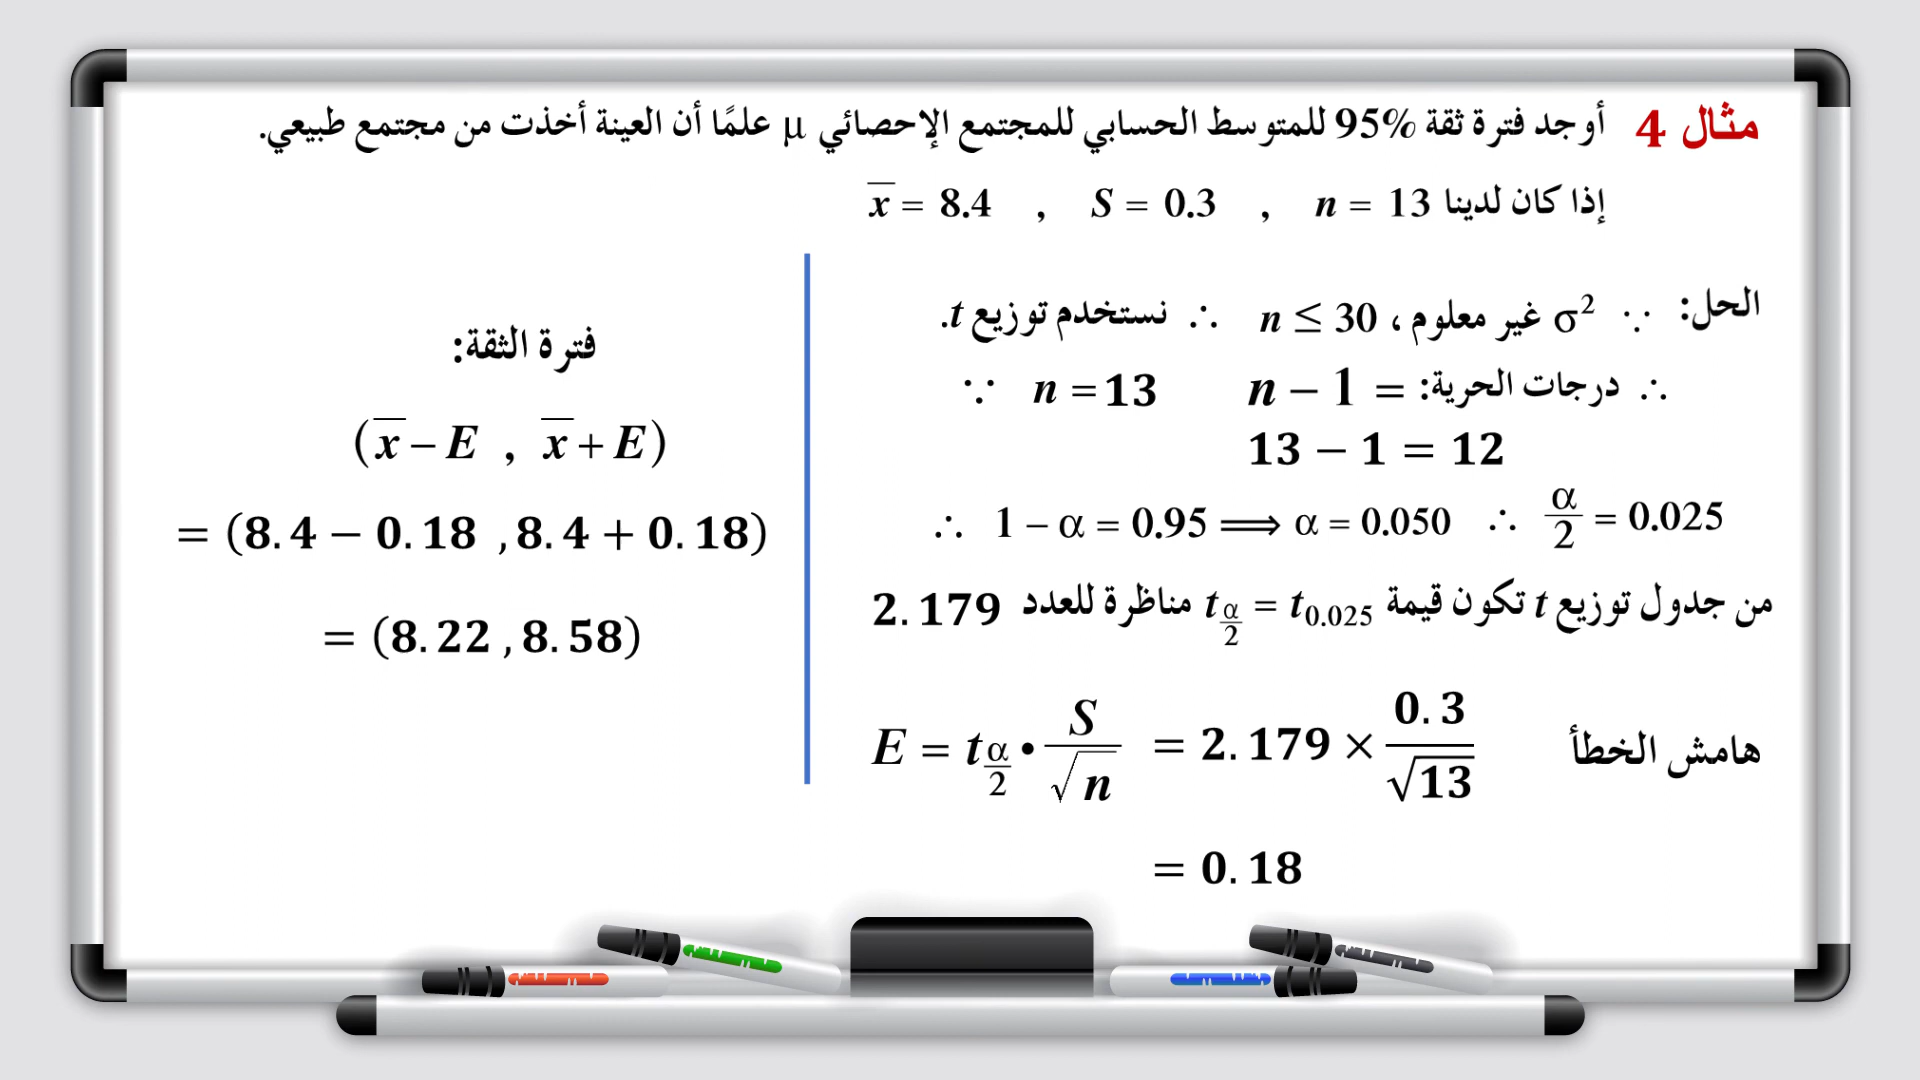 مثال 4 أوجد فترة ثقة 95% للمتوسط الحسابي للمجتمع الإحصائي μ علمًا أن العينة أخذت من مجتمع طبيعي.
إذا كان لدينا n = 13 , S = 0.3 , x̅ = 8.4
الحل: ∵ σ² غير معلوم ، n ≤ 30 ∴ نستخدم توزيع t.
∵ n = 13
∴ درجات الحرية: n − 1 =
13 − 1 = 12
∴ 1 − α = 0.95 ⟹ α = 0.050 ∴ α/2 = 0.025
من جدول توزيع t تكون قيمة t_{α/2} = t_{0.025} مناظرة للعدد 2.179
هامش الخطأ E = t_{α/2} • S/√n = 2.179 × 0.3/√13
= 0.18
فترة الثقة:
(x̅ − E , x̅ + E)
= (8.4 − 0.18 , 8.4 + 0.18)
= (8.22 , 8.58)